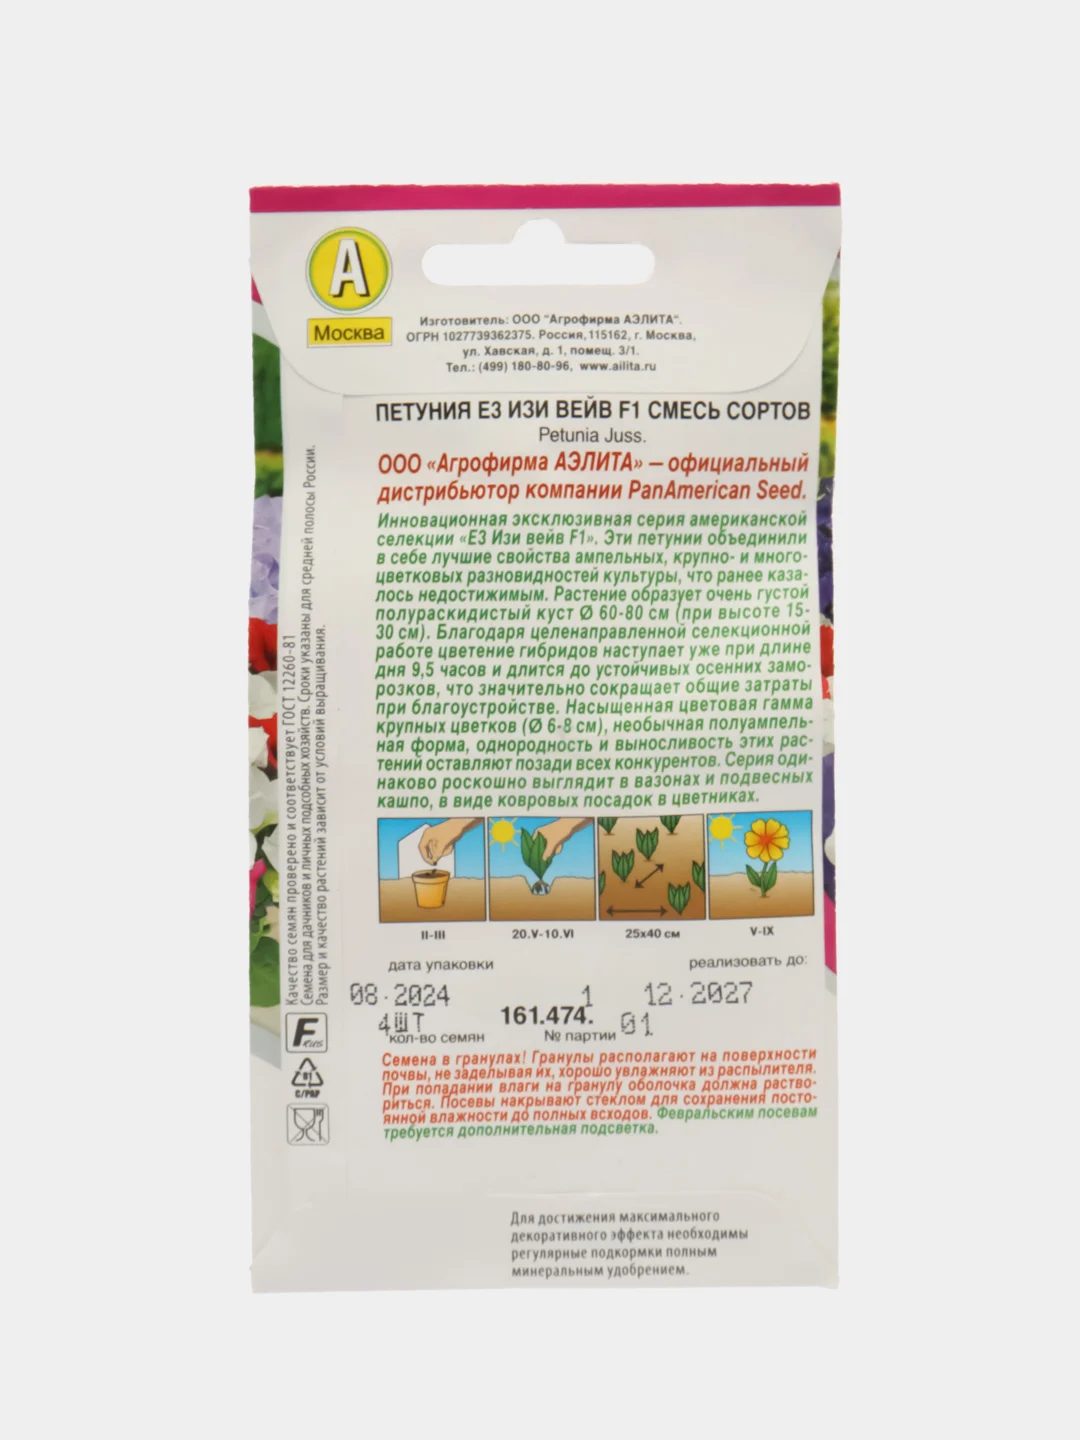 А
Москва
Изготовитель: ООО "Агрофирма АЭЛИТА".
ОГРН 1027739362375. Россия, 115162, г. Москва,
ул. Хавская, д. 1, помещ. 3/1.
Тел.: (499) 180-80-96, www.ailita.ru
ПЕТУНИЯ Е3 ИЗИ ВЕЙВ F1 СМЕСЬ СОРТОВ
Petunia Juss.
ООО «Агрофирма АЭЛИТА» – официальный
дистрибьютор компании PanAmerican Seed.
Инновационная эксклюзивная серия американской
селекции «Е3 Изи вейв F1». Эти петунии объединили
в себе лучшие свойства ампельных, крупно- и много-
цветковых разновидностей культуры, что ранее каза-
лось недостижимым. Растение образует очень густой
полураскидистый куст Ø 60-80 см (при высоте 15-
30 см). Благодаря целенаправленной селекционной
работе цветение гибридов наступает уже при длине
дня 9,5 часов и длится до устойчивых осенних замо-
розков, что значительно сокращает общие затраты
при благоустройстве. Насыщенная цветовая гамма
крупных цветков (Ø 6-8 см), необычная полуампель-
ная форма, однородность и выносливость этих рас-
тений оставляют позади всех конкурентов. Серия оди-
наково роскошно выглядит в вазонах и подвесных
кашпо, в виде ковровых посадок в цветниках.
II-III
20.V-10.VI
25х40 см
V-IX
дата упаковки
реализовать до:
08.2024
1
12.2027
4ШТ
161.474.
01
кол-во семян
№ партии
Семена в гранулах! Гранулы располагают на поверхности
почвы, не заделывая их, хорошо увлажняют из распылителя.
При попадании влаги на гранулу оболочка должна раство-
риться. Посевы накрывают стеклом для сохранения посто-
янной влажности до полных всходов. Февральским посевам
требуется дополнительная подсветка.
Для достижения максимального
декоративного эффекта необходимы
регулярные подкормки полным
минеральным удобрением.
Качество семян проверено и соответствует ГОСТ 12260-81
Семена для дачников и личных подсобных хозяйств. Сроки указаны для средней полосы России.
Размер и качество растений зависит от условий выращивания.
F
PLUS
81
C/PAP